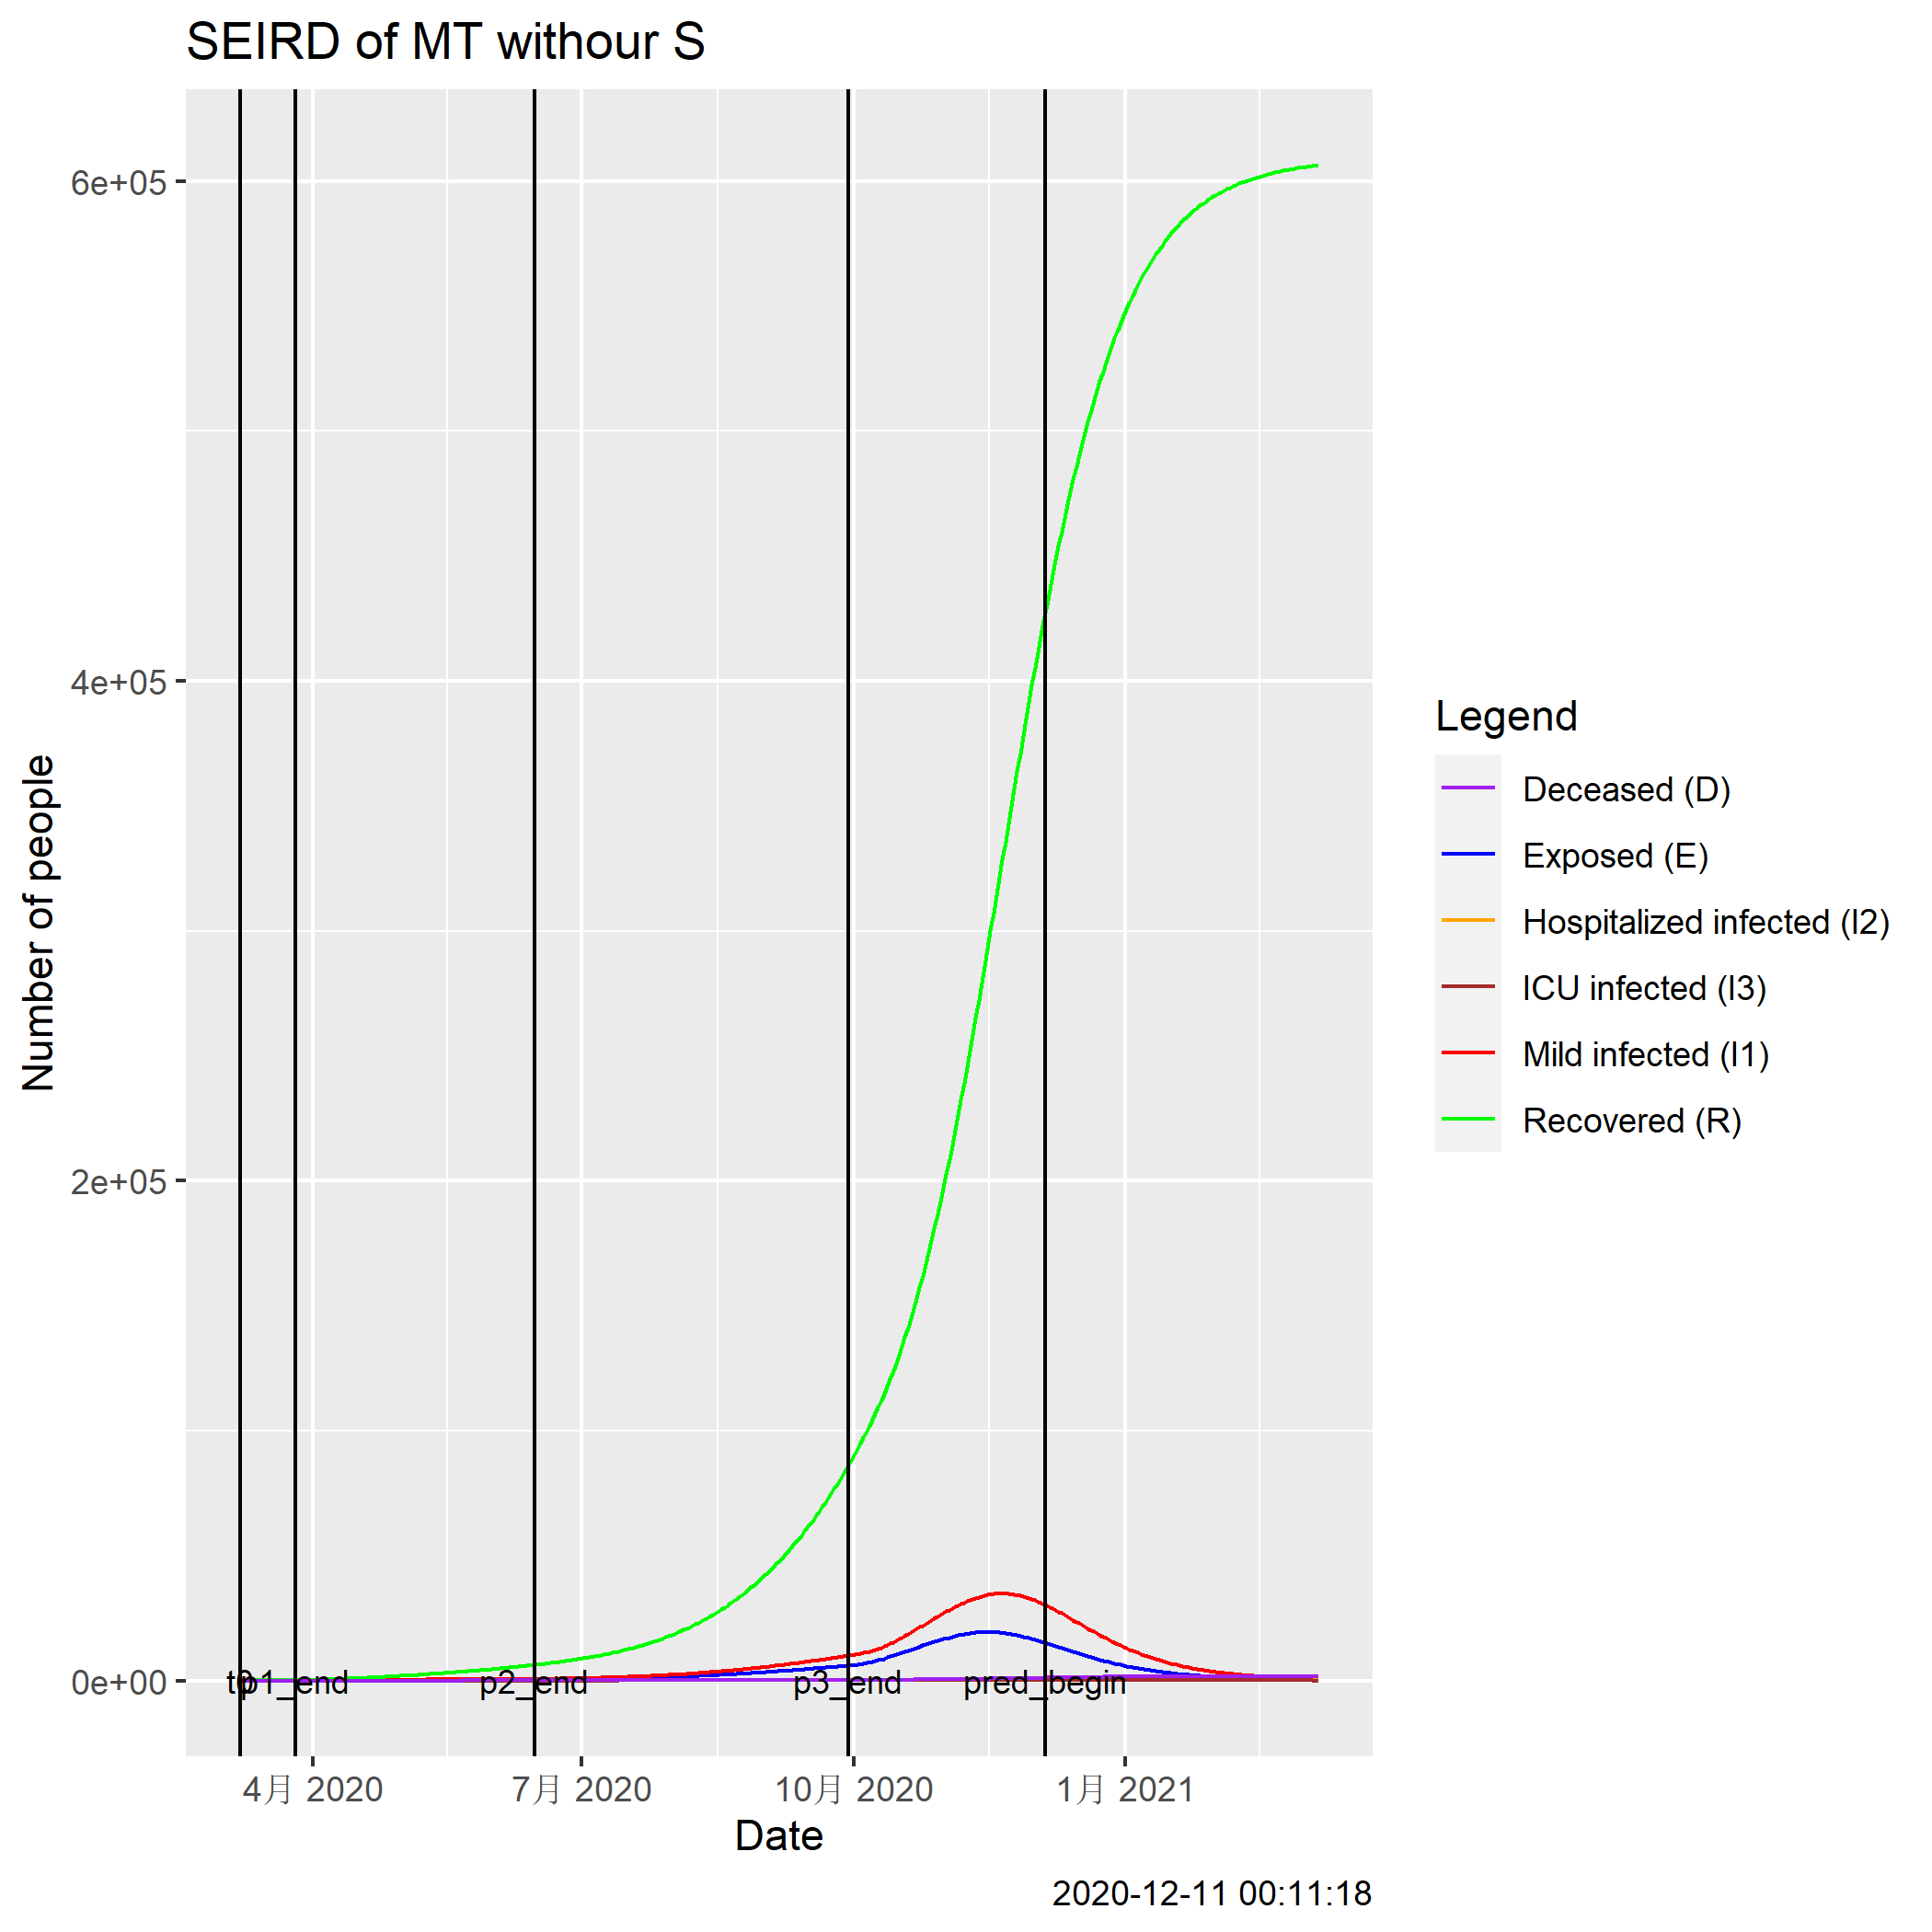 SEIRD of MT withour S
6e+05
4e+05
2e+05
0e+00
Number of people
t0
p1_end
p2_end
p3_end
pred_begin
4月 2020
7月 2020
10月 2020
1月 2021
Date
Legend
Deceased (D)
Exposed (E)
Hospitalized infected (I2)
ICU infected (I3)
Mild infected (I1)
Recovered (R)
2020-12-11 00:11:18